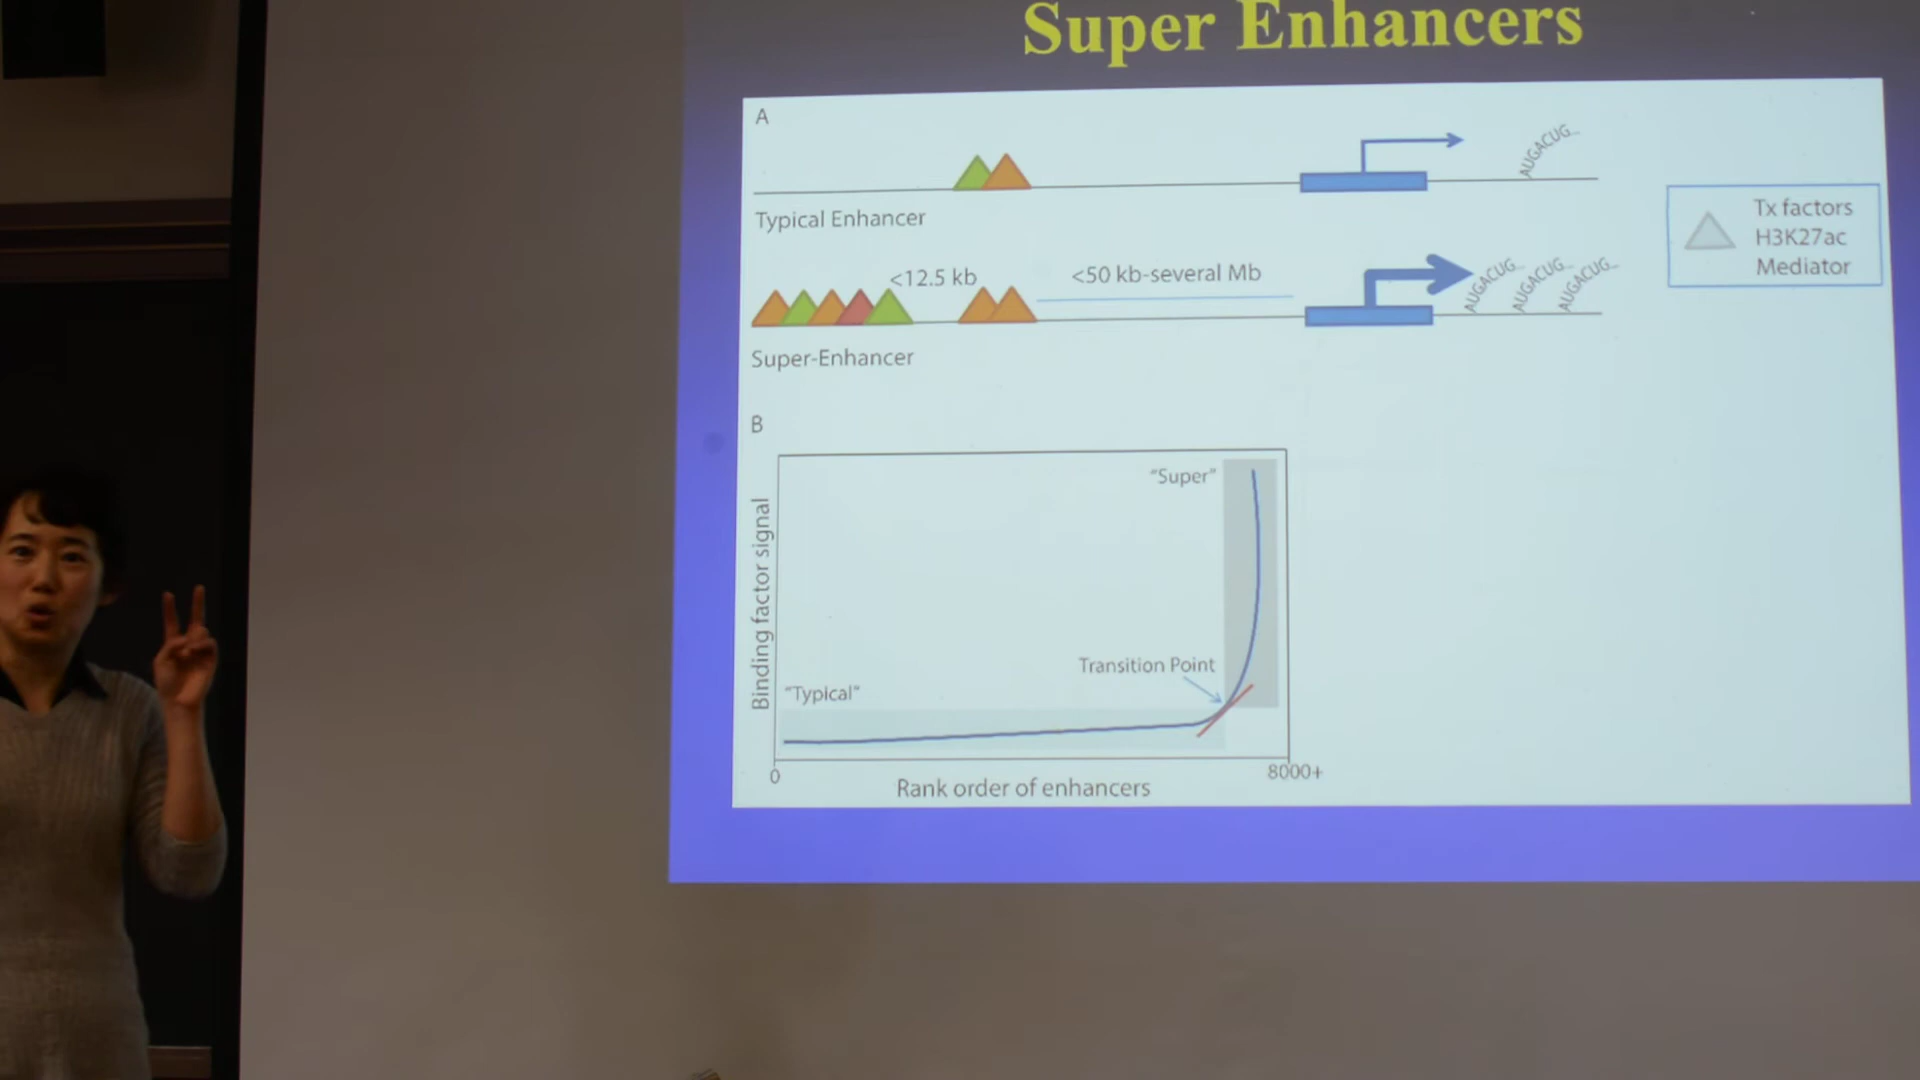 Super Enhancers
A
AUGACUG...
Typical Enhancer
Tx factors
H3K27ac
Mediator
<12.5 kb
<50 kb-several Mb
AUGACUG... AUGACUG... AUGACUG...
Super-Enhancer
B
"Super"
Binding factor signal
Transition Point
"Typical"
0
8000+
Rank order of enhancers